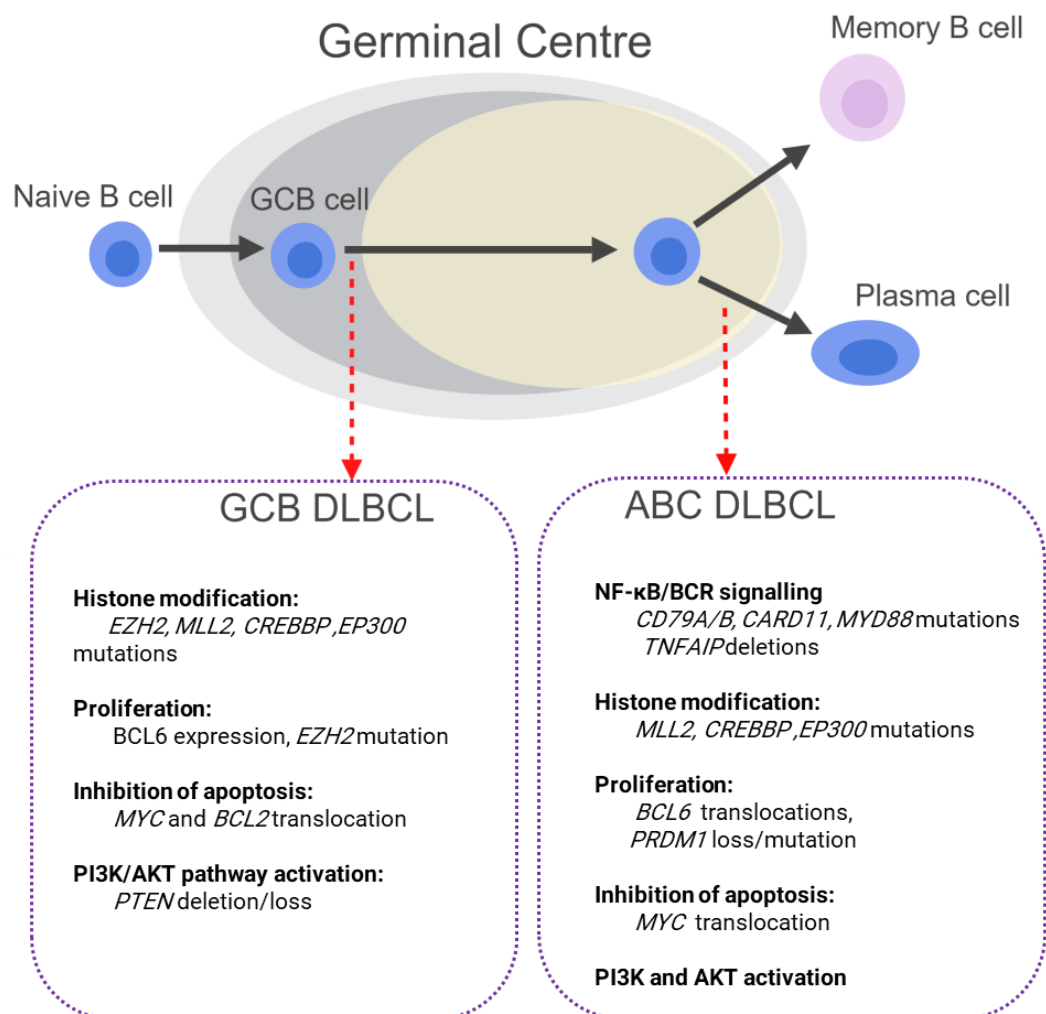 Germinal Centre
Memory B cell
Naive B cell
GCB cell
Plasma cell
GCB DLBCL
Histone modification:
EZH2, MLL2, CREBBP ,EP300
mutations
Proliferation:
BCL6 expression, EZH2 mutation
Inhibition of apoptosis:
MYC and BCL2 translocation
PI3K/AKT pathway activation:
PTEN deletion/loss
ABC DLBCL
NF-κB/BCR signalling
CD79A/B, CARD11, MYD88 mutations
TNFAIP deletions
Histone modification:
MLL2, CREBBP ,EP300 mutations
Proliferation:
BCL6 translocations,
PRDM1 loss/mutation
Inhibition of apoptosis:
MYC translocation
PI3K and AKT activation